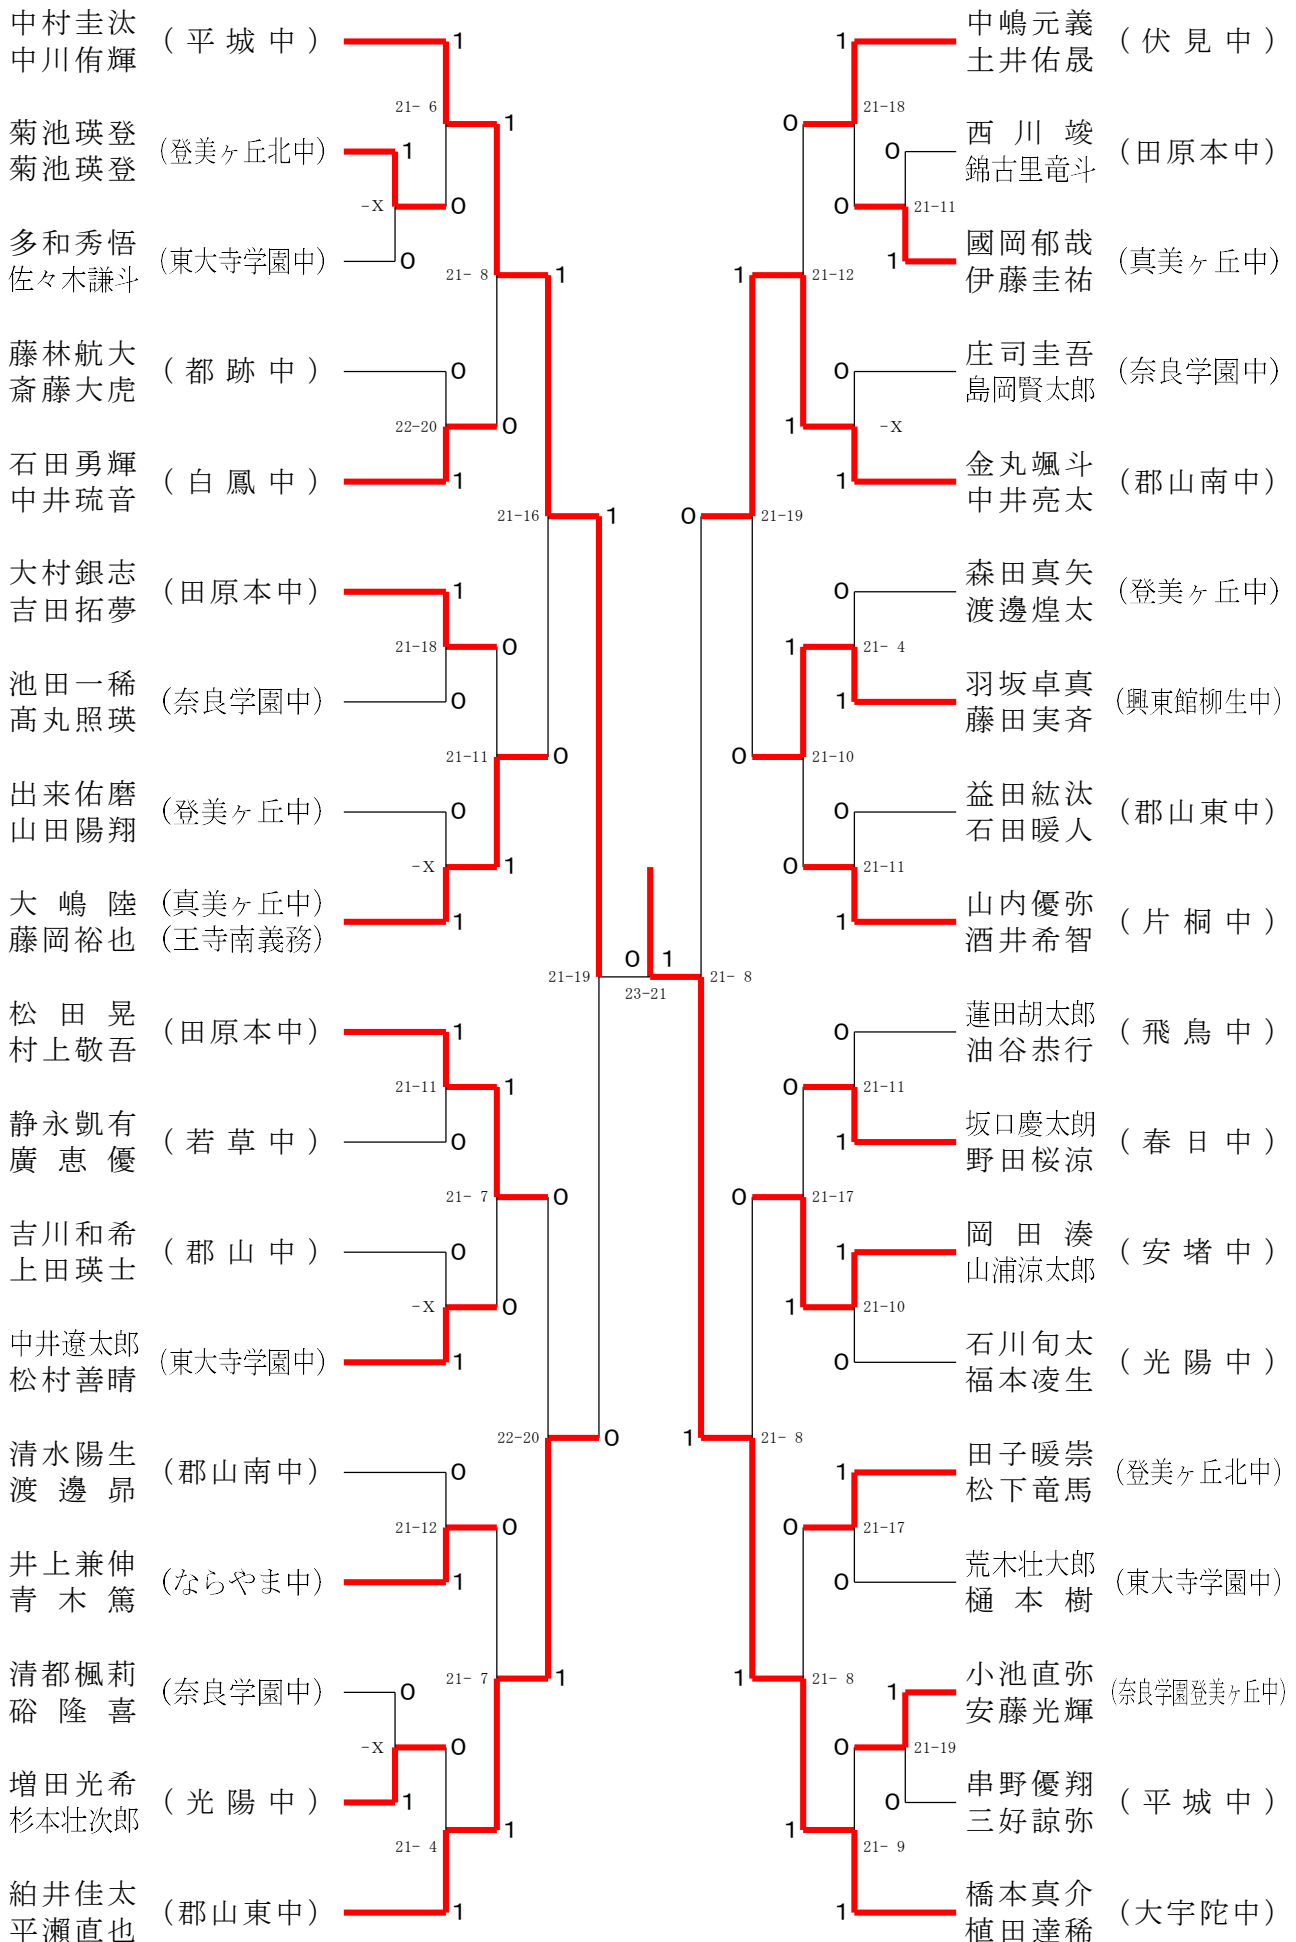 中村圭汰
中川侑輝
(平城中)
1
21- 6
1
菊池瑛登
菊池瑛登
(登美ヶ丘北中)
1
-X
0
多和秀悟
佐々木謙斗
(東大寺学園中)
0
21- 8
1
藤林航大
斎藤大虎
(都跡中)
0
22-20
0
石田勇輝
中井琉音
(白鳳中)
1
21-16
1
大村銀志
吉田拓夢
(田原本中)
1
21-18
0
池田一稀
髙丸照瑛
(奈良学園中)
0
21-11
0
出来佑磨
山田陽翔
(登美ヶ丘中)
0
-X
1
大嶋陸
藤岡裕也
(真美ヶ丘中)
(王寺南義務)
1
21-19
0
1
23-21
松田晃
村上敬吾
(田原本中)
1
21-11
1
静永凱有
廣恵優
(若草中)
0
21- 7
0
吉川和希
上田瑛士
(郡山中)
0
-X
0
中井遼太郎
松村善晴
(東大寺学園中)
1
22-20
0
清水陽生
渡邊昴
(郡山南中)
0
21-12
0
井上兼伸
青木篤
(ならやま中)
1
21- 7
1
清都楓莉
硲隆喜
(奈良学園中)
0
-X
0
増田光希
杉本壮次郎
(光陽中)
1
21- 4
1
紿井佳太
平瀬直也
(郡山東中)
1
中嶋元義
土井佑晟
(伏見中)
1
21-18
0
西川竣
錦古里竜斗
(田原本中)
0
21-11
0
國岡郁哉
伊藤圭祐
(真美ヶ丘中)
1
21-12
1
庄司圭吾
島岡賢太郎
(奈良学園中)
0
-X
1
金丸颯斗
中井亮太
(郡山南中)
1
21-19
0
森田真矢
渡邊煌太
(登美ヶ丘中)
0
21- 4
1
羽坂卓真
藤田実斉
(興東館柳生中)
1
21-10
0
益田紘汰
石田暖人
(郡山東中)
0
21-11
0
山内優弥
酒井希智
(片桐中)
1
21- 8
蓮田胡太郎
油谷恭行
(飛鳥中)
0
21-11
0
坂口慶太朗
野田桜涼
(春日中)
1
21-17
0
岡田湊
山浦涼太郎
(安堵中)
1
21-10
1
石川旬太
福本凌生
(光陽中)
0
21- 8
1
田子暖崇
松下竜馬
(登美ヶ丘北中)
1
21-17
0
荒木壮大郎
樋本樹
(東大寺学園中)
0
21- 8
1
小池直弥
安藤光輝
(奈良学園登美ヶ丘中)
1
21-19
0
串野優翔
三好諒弥
(平城中)
0
21- 9
1
橋本真介
植田達稀
(大宇陀中)
1